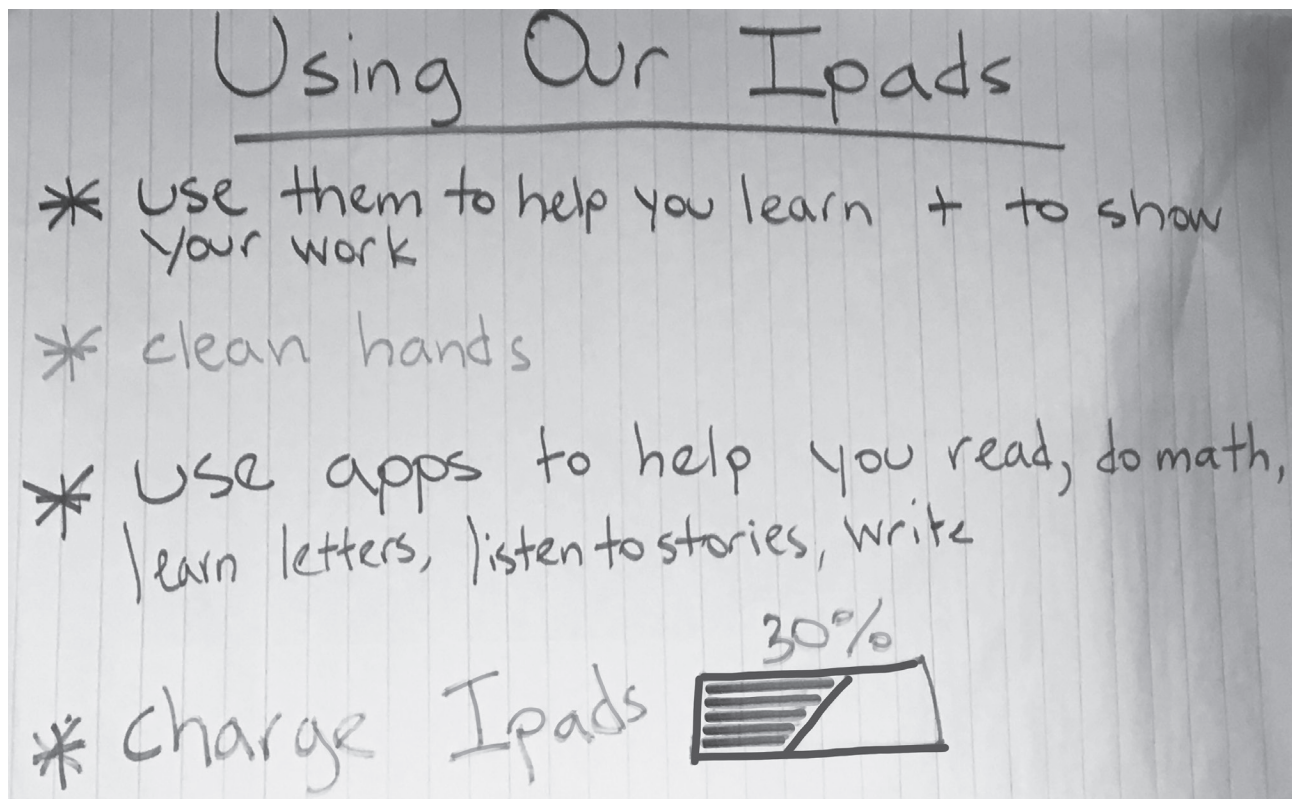 Using Our Ipads
* use them to help you learn + to show
your work
* clean hands
* use apps to help you read, do math,
learn letters, listen to stories, write
30%
* Charge Ipads